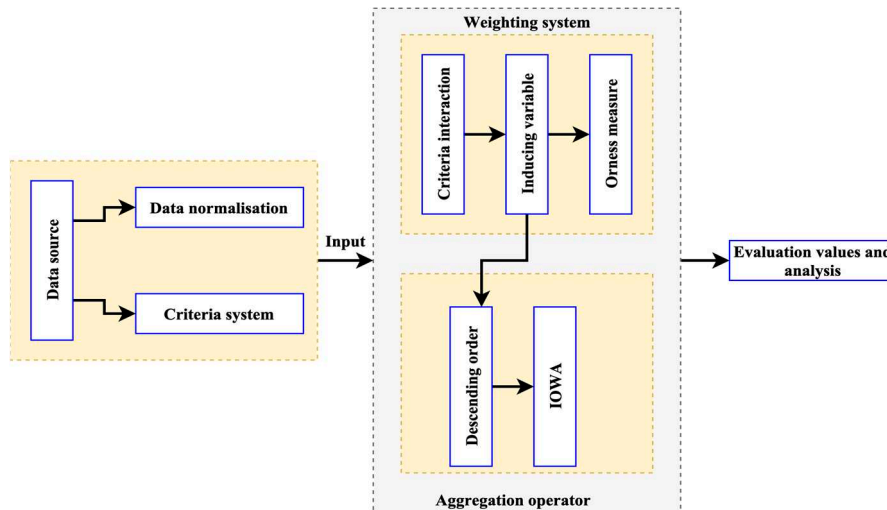 Weighting system
Criteria interaction
Inducing variable
Orness measure
Data source
Data normalisation
Criteria system
Input
Evaluation values and
analysis
Descending order
IOWA
Aggregation operator